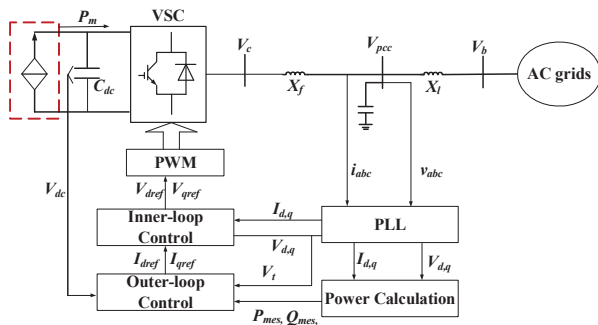 P_m
VSC
V_c
V_pcc
V_b
AC grids
C_dc
X_f
X_l
PWM
i_abc
v_abc
V_dc
V_dref
V_qref
Inner-loop
Control
I_d,q
PLL
V_d,q
I_dref
I_qref
V_t
I_d,q
V_d,q
Outer-loop
Control
Power Calculation
P_mes, Q_mes,